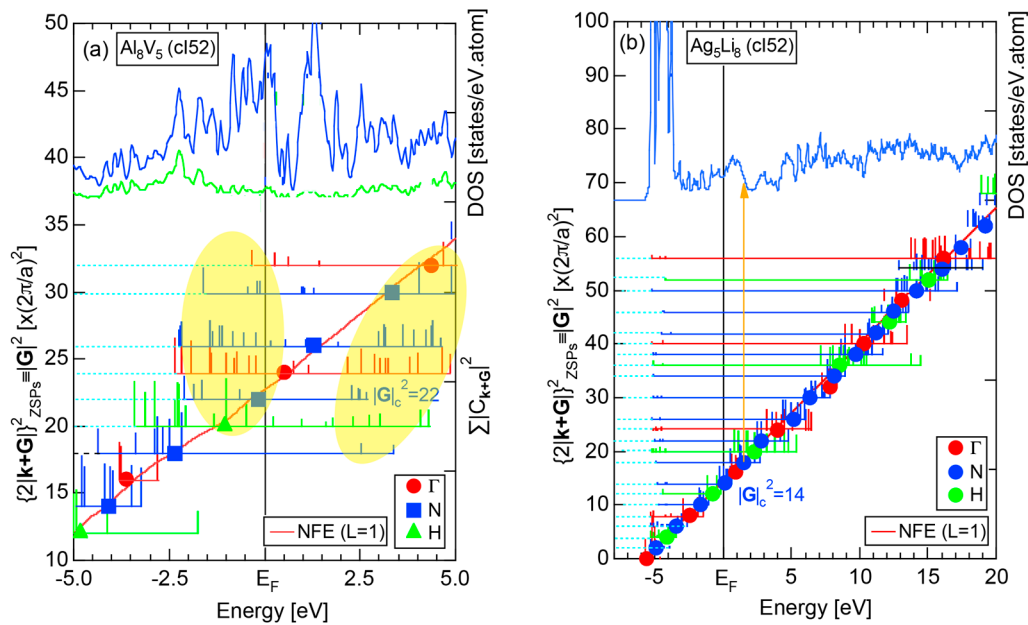 (a)
Al8V5 (cI52)
50
45
40
35
30
25
20
15
10
{2|k+G|}²ZSPs≡|G|² [x(2π/a)²]
DOS [states/eV.atom]
Σ|Ck+G|²
|G|c²=22
Γ
N
H
NFE (L=1)
-5.0
-2.5
EF
2.5
5.0
Energy [eV]
(b)
Ag5Li8 (cI52)
100
90
80
70
60
50
40
30
20
10
0
{2|k+G|}²ZSPs≡|G|² [x(2π/a)²]
DOS [states/eV.atom]
|G|c²=14
Γ
N
H
NFE (L=1)
-5
EF
5
10
15
20
Energy [eV]